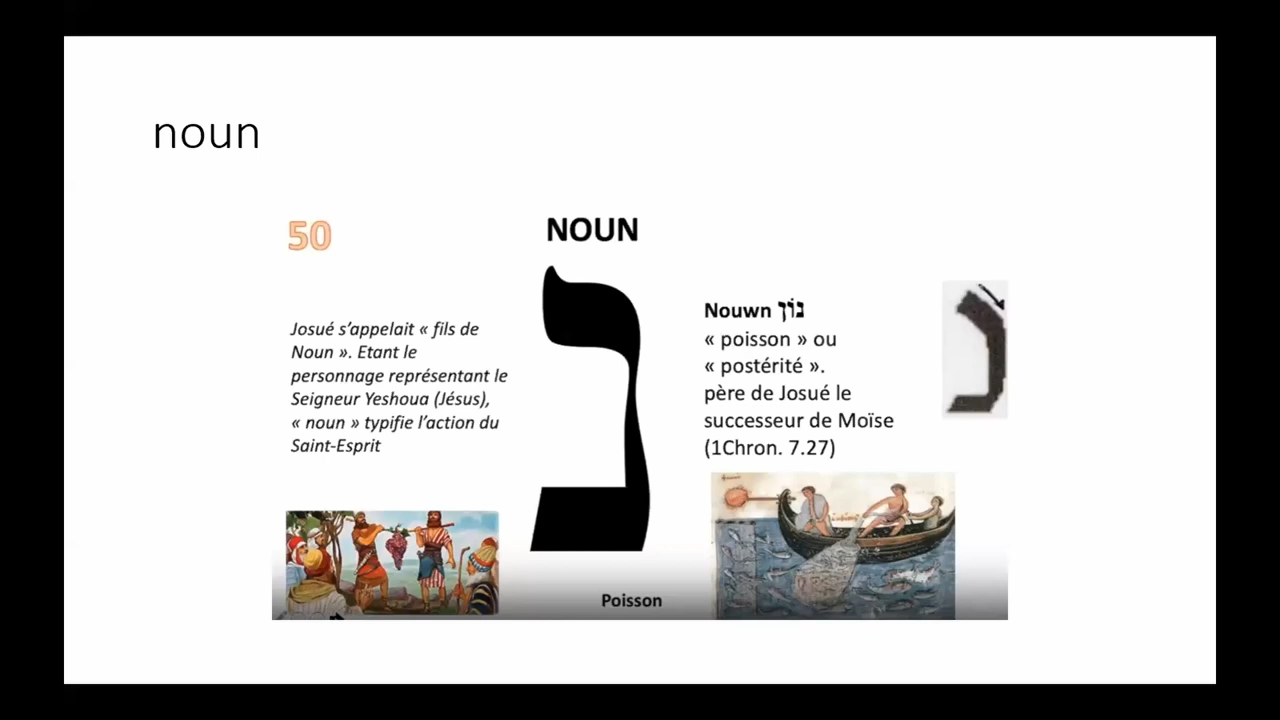 noun
50
NOUN
Josué s’appelait « fils de
Noun ». Etant le
personnage représentant le
Seigneur Yeshoua (Jésus),
« noun » typifie l’action du
Saint-Esprit
נ
Nouwn נוֹך
« poisson » ou
« postérité ».
père de Josué le
successeur de Moïse
(1Chron. 7.27)
Poisson